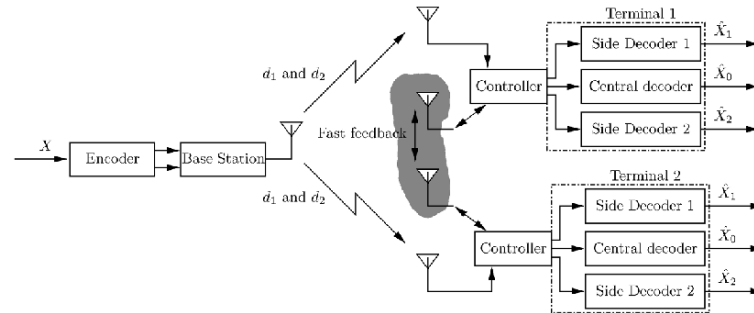 Terminal 1
X̂₁
Side Decoder 1
d₁ and d₂
X̂₀
Controller
Central decoder
Fast feedback
X̂₂
Side Decoder 2
X
Encoder
Base Station
Terminal 2
d₁ and d₂
X̂₁
Side Decoder 1
X̂₀
Controller
Central decoder
X̂₂
Side Decoder 2